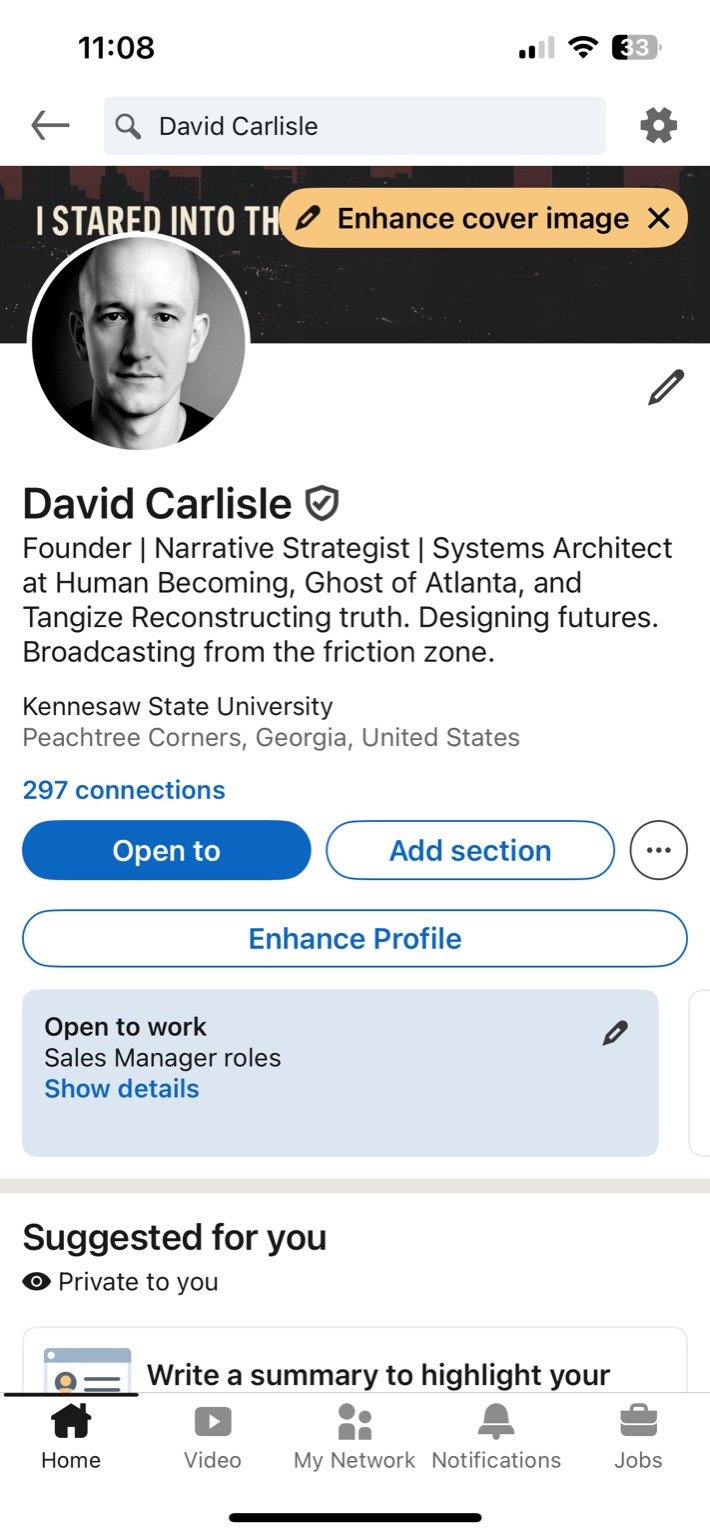 11:08
33
David Carlisle
I STARED INTO TH
Enhance cover image
David Carlisle
Founder | Narrative Strategist | Systems Architect
at Human Becoming, Ghost of Atlanta, and
Tangize Reconstructing truth. Designing futures.
Broadcasting from the friction zone.
Kennesaw State University
Peachtree Corners, Georgia, United States
297 connections
Open to
Add section
Enhance Profile
Open to work
Sales Manager roles
Show details
Suggested for you
Private to you
Write a summary to highlight your
Home
Video
My Network
Notifications
Jobs